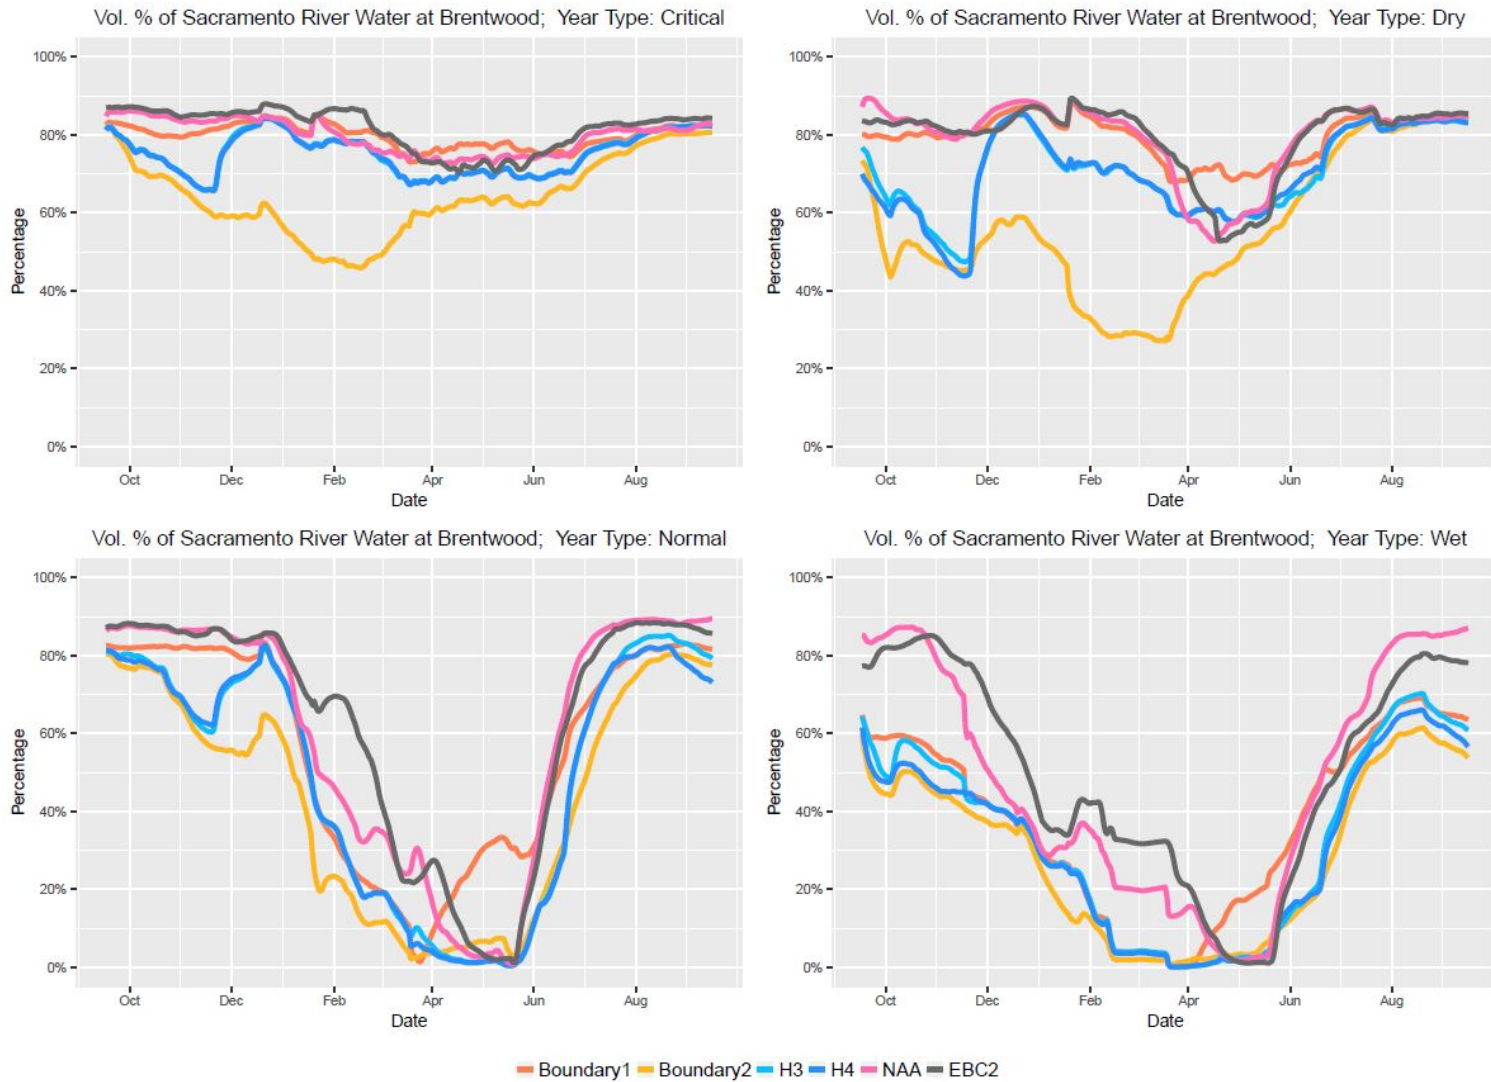 Vol. % of Sacramento River Water at Brentwood; Year Type: Critical
100%
80%
60%
40%
20%
0%
Percentage
Oct Dec Feb Apr Jun Aug
Date
Vol. % of Sacramento River Water at Brentwood; Year Type: Dry
100%
80%
60%
40%
20%
0%
Percentage
Oct Dec Feb Apr Jun Aug
Date
Vol. % of Sacramento River Water at Brentwood; Year Type: Normal
100%
80%
60%
40%
20%
0%
Percentage
Oct Dec Feb Apr Jun Aug
Date
Vol. % of Sacramento River Water at Brentwood; Year Type: Wet
100%
80%
60%
40%
20%
0%
Percentage
Oct Dec Feb Apr Jun Aug
Date
Boundary1 Boundary2 H3 H4 NAA EBC2